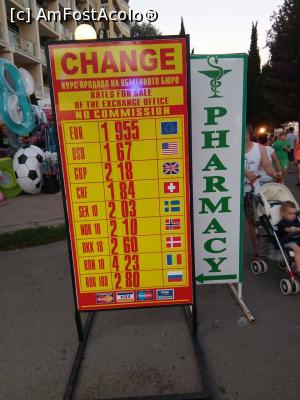 [c] www.AmFostAcolo.ro
CHANGE
КУРС ПРОДАВА НА ОБМЕННОТО БЮРО
RATES FOR SALE
OF THE EXCHANGE OFFICE
NO COMMISSION
EUR 1 955
USD 1 67
GBP 2 18
CHF 1 84
SEK 10 2 03
NOK 10 2 10
DKK 10 2 60
RON 10 4 23
RUB 100 2 80
VISA
PHARMACY